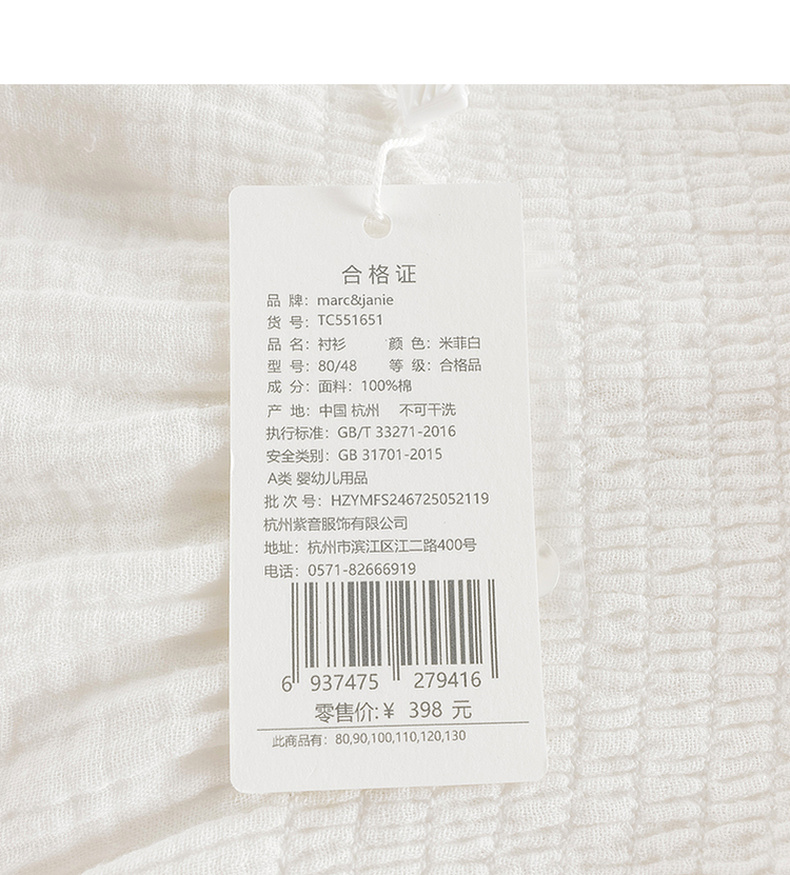 合格证
品 牌：marc&janie
货 号：TC551651
品 名：衬衫 颜 色：米菲白
型 号：80/48 等 级：合格品
成 分：面料：100%棉
产 地：中国 杭州 不可干洗
执行标准：GB/T 33271-2016
安全类别：GB 31701-2015
A类 婴幼儿用品
批 次 号：HZYMFS246725052119
杭州紫音服饰有限公司
地址：杭州市滨江区江二路400号
电话：0571-82666919
6 937475 279416
零售价:¥ 398 元
此商品有：80,90,100,110,120,130